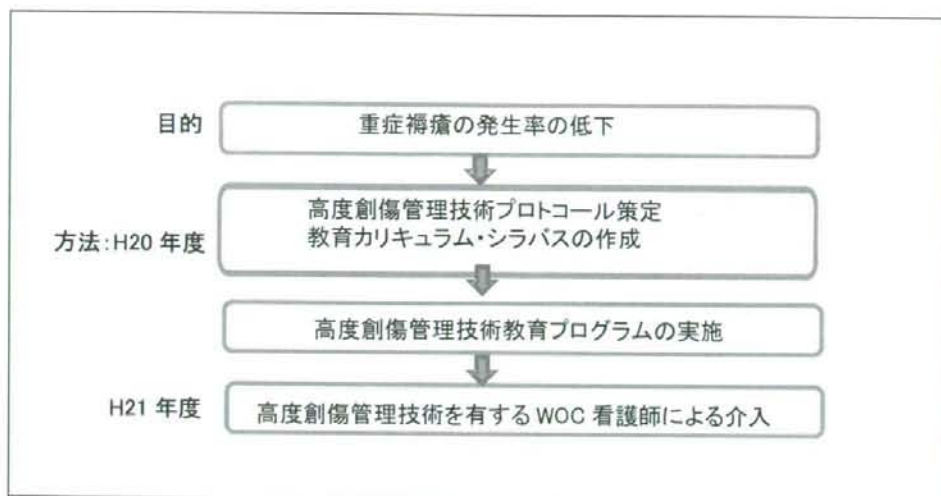 目的
重症褥瘡の発生率の低下
方法:H20 年度
高度創傷管理技術プロトコール策定
教育カリキュラム・シラバスの作成
高度創傷管理技術教育プログラムの実施
H21 年度
高度創傷管理技術を有する WOC 看護師による介入